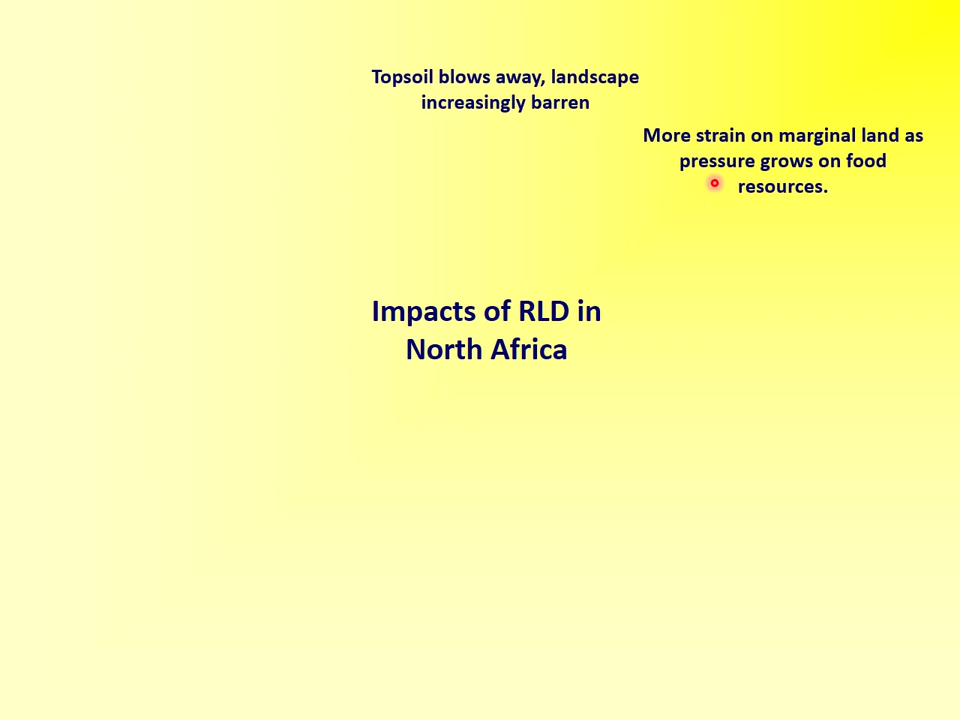 Topsoil blows away, landscape
increasingly barren
More strain on marginal land as
pressure grows on food
resources.
Impacts of RLD in
North Africa